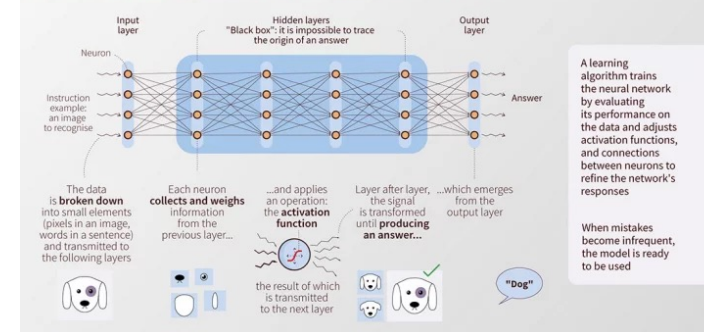 Input
layer
Hidden layers
"Black box": it is impossible to trace
the origin of an answer
Output
layer
Neuron
Instruction
example:
an image
to recognise
Answer
The data
is broken down
into small elements
(pixels in an image,
words in a sentence)
and transmitted to
the following layers
Each neuron
collects and weighs
information
from the
previous layer...
...and applies
an operation:
the activation
function
the result of which
is transmitted
to the next layer
Layer after layer,
the signal
is transformed
until producing
an answer...
...which emerges
from the
output layer
"Dog"
A learning
algorithm trains
the neural network
by evaluating
its performance on
the data and adjusts
activation functions,
and connections
between neurons to
refine the network's
responses
When mistakes
become infrequent,
the model is ready
to be used